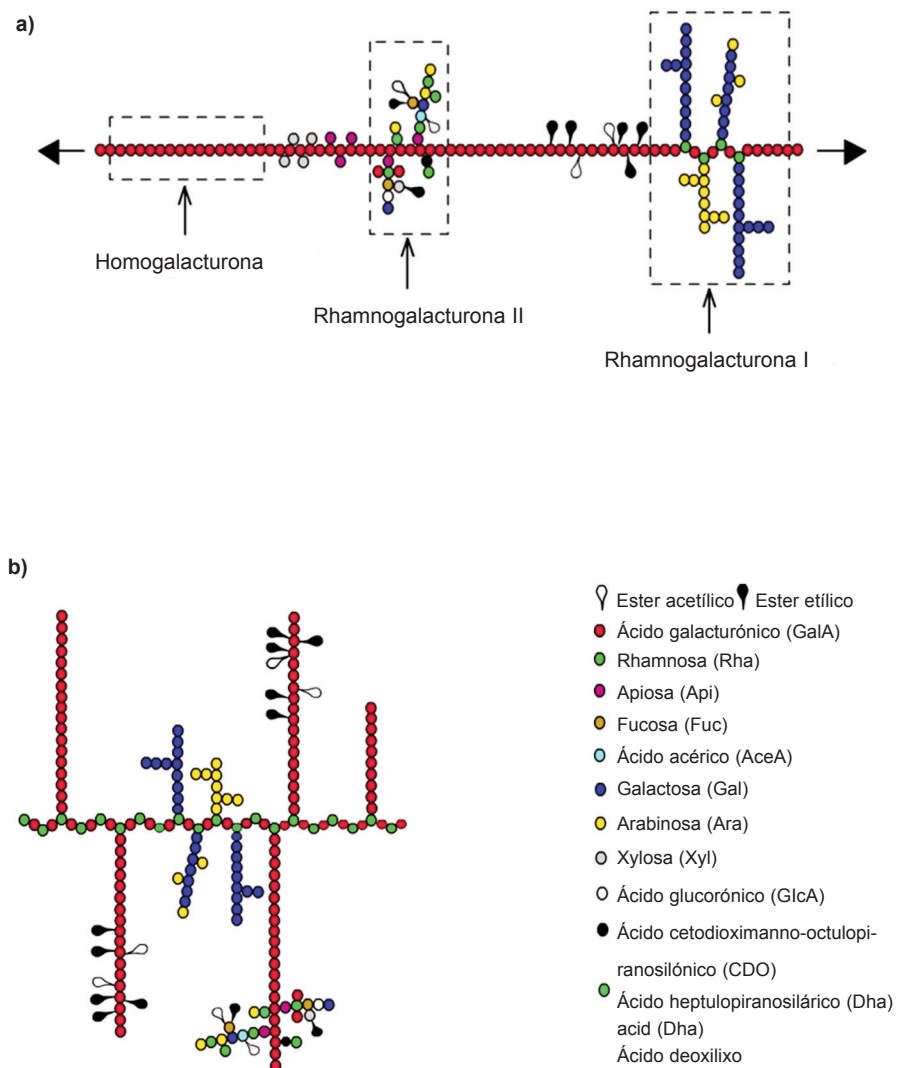 a)
Homogalacturona
Rhamnogalacturona II
Rhamnogalacturona I
b)
Ester acetílico Ester etílico
Ácido galacturónico (GalA)
Rhamnosa (Rha)
Apiosa (Api)
Fucosa (Fuc)
Ácido acérico (AceA)
Galactosa (Gal)
Arabinosa (Ara)
Xylosa (Xyl)
Ácido glucorónico (GlcA)
Ácido cetodioximanno-octulopi-
ranosilónico (CDO)
Ácido heptulopiranosilárico (Dha)
acid (Dha)
Ácido deoxilixo